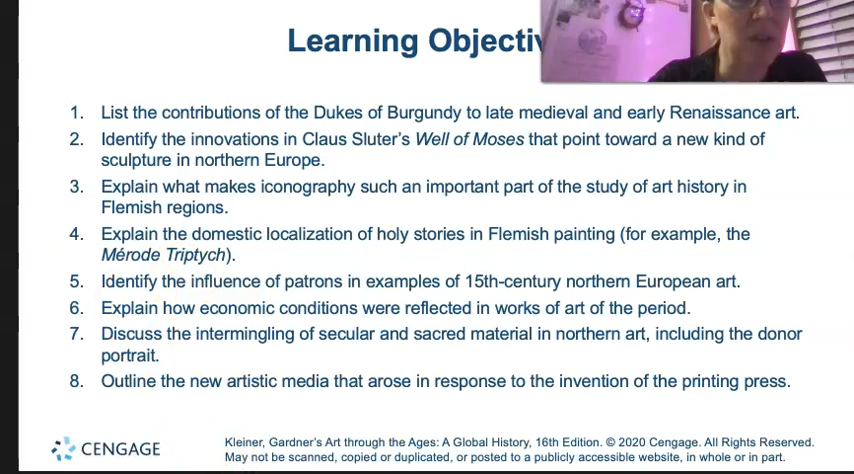 Learning Objectiv
1. List the contributions of the Dukes of Burgundy to late medieval and early Renaissance art.
2. Identify the innovations in Claus Sluter's Well of Moses that point toward a new kind of
sculpture in northern Europe.
3. Explain what makes iconography such an important part of the study of art history in
Flemish regions.
4. Explain the domestic localization of holy stories in Flemish painting (for example, the
Mérode Triptych).
5. Identify the influence of patrons in examples of 15th-century northern European art.
6. Explain how economic conditions were reflected in works of art of the period.
7. Discuss the intermingling of secular and sacred material in northern art, including the donor
portrait.
8. Outline the new artistic media that arose in response to the invention of the printing press.
CENGAGE
Kleiner, Gardner's Art through the Ages: A Global History, 16th Edition. © 2020 Cengage. All Rights Reserved.
May not be scanned, copied or duplicated, or posted to a publicly accessible website, in whole or in part.